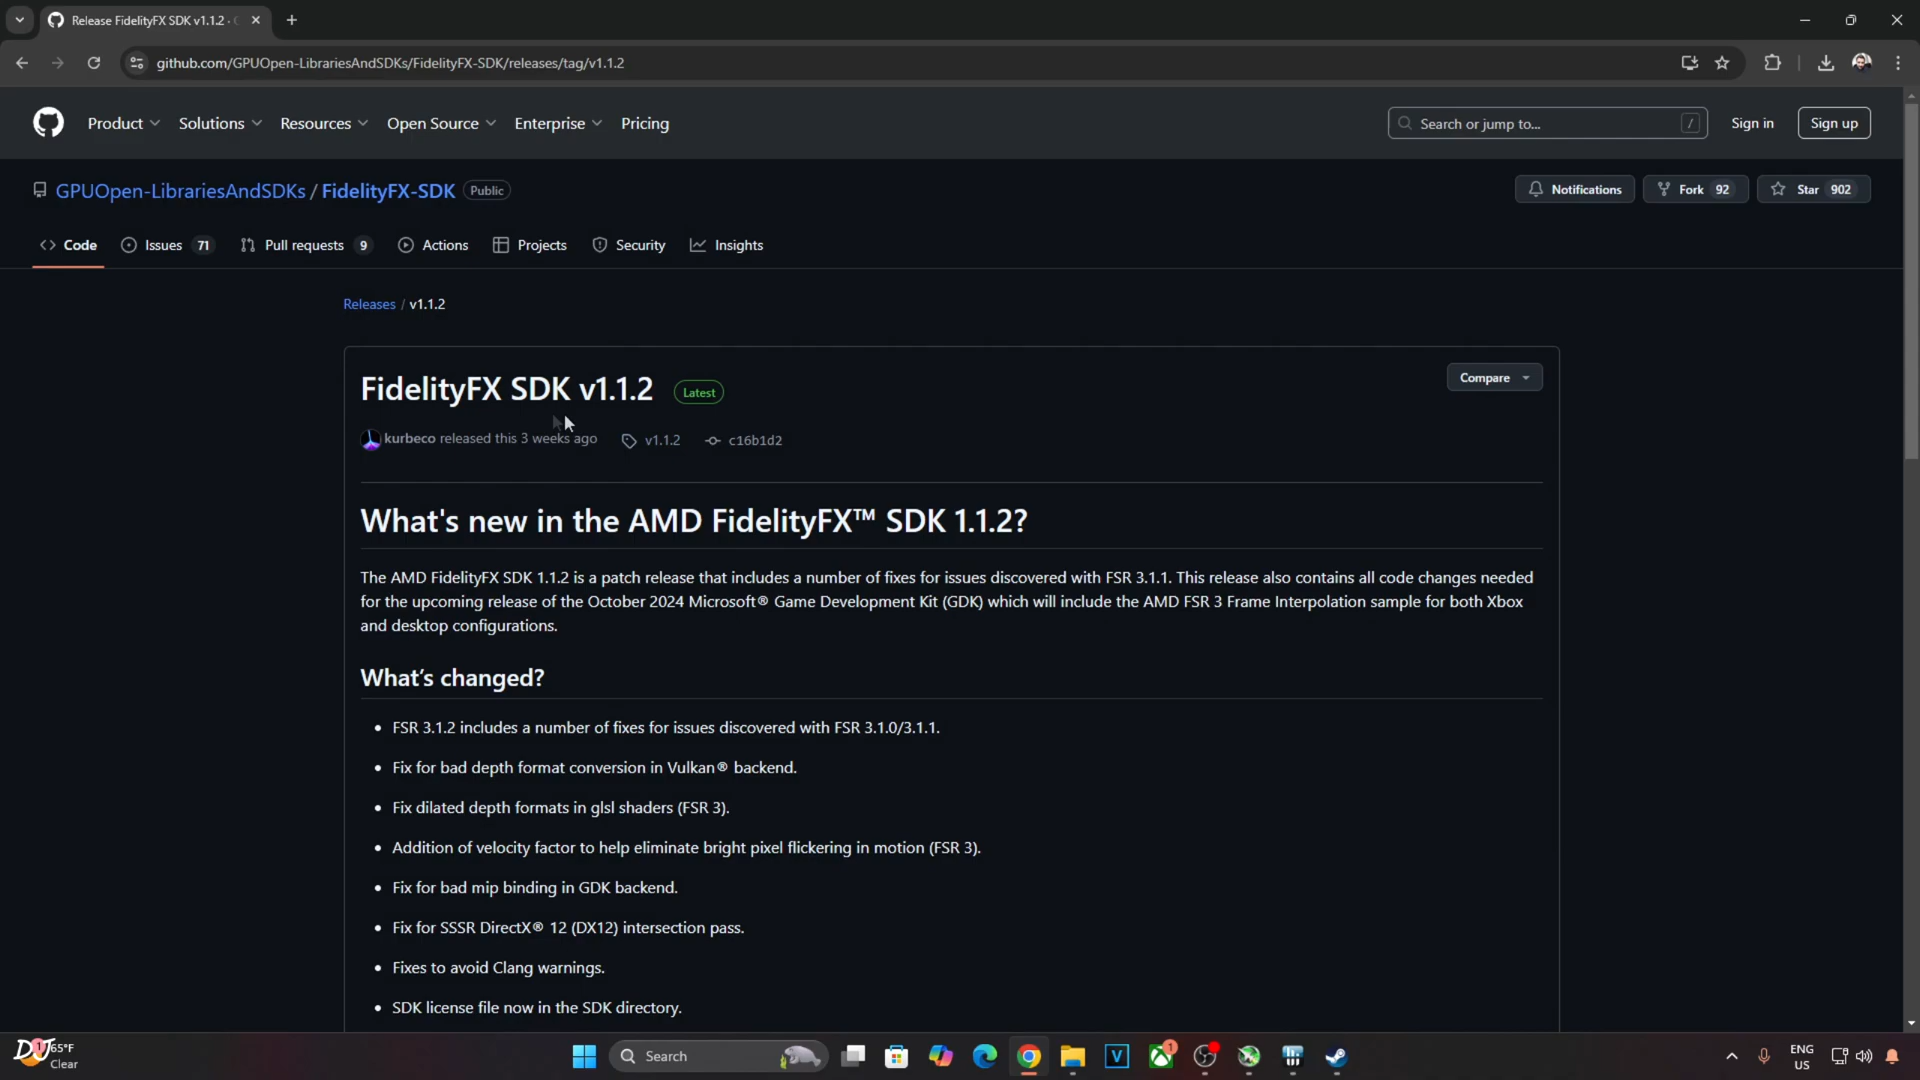 Release FidelityFX SDK v1.1.2 ·
github.com/GPUOpen-LibrariesAndSDKs/FidelityFX-SDK/releases/tag/v1.1.2
Product Solutions Resources Open Source Enterprise Pricing Search or jump to... / Sign in Sign up
GPUOpen-LibrariesAndSDKs / FidelityFX-SDK Public Notifications Fork 92 Star 902
Code Issues 71 Pull requests 9 Actions Projects Security Insights
Releases / v1.1.2
FidelityFX SDK v1.1.2 Latest Compare
kurbeco released this 3 weeks ago v1.1.2 c16b1d2
What's new in the AMD FidelityFX™ SDK 1.1.2?
The AMD FidelityFX SDK 1.1.2 is a patch release that includes a number of fixes for issues discovered with FSR 3.1.1. This release also contains all code changes needed
for the upcoming release of the October 2024 Microsoft® Game Development Kit (GDK) which will include the AMD FSR 3 Frame Interpolation sample for both Xbox
and desktop configurations.
What's changed?
• FSR 3.1.2 includes a number of fixes for issues discovered with FSR 3.1.0/3.1.1.
• Fix for bad depth format conversion in Vulkan® backend.
• Fix dilated depth formats in glsl shaders (FSR 3).
• Addition of velocity factor to help eliminate bright pixel flickering in motion (FSR 3).
• Fix for bad mip binding in GDK backend.
• Fix for SSSR DirectX® 12 (DX12) intersection pass.
• Fixes to avoid Clang warnings.
• SDK license file now in the SDK directory.
65°F
Clear
Search
V
1
ENG
US